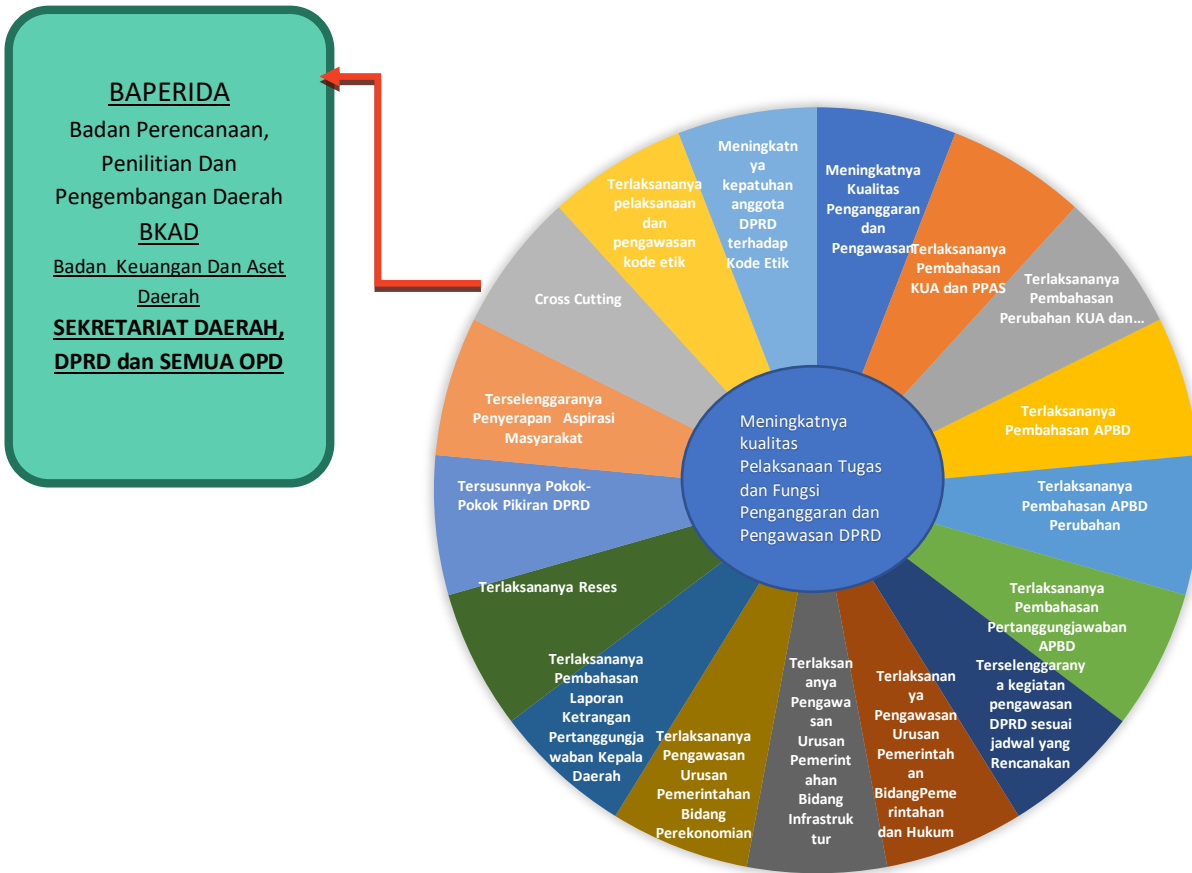 BAPERIDA
Badan Perencanaan,
Penilitian Dan
Pengembangan Daerah
BKAD
Badan Keuangan Dan Aset
Daerah
SEKRETARIAT DAERAH,
DPRD dan SEMUA OPD
Meningkatnya
Kualitas
Penganggaran
dan
Pengawasan
Terlaksananya
Pembahasan
KUA dan PPAS
Terlaksananya
Pembahasan
Perubahan KUA dan...
Terlaksananya
Pembahasan APBD
Terlaksananya
Pembahasan APBD
Perubahan
Terlaksananya
Pembahasan
Pertanggungjawaban
APBD
Terselenggarany
a kegiatan
pengawasan
DPRD sesuai
jadwal yang
Rencanakan
Terlaksanan
ya
Pengawasan
Urusan
Pemerintah
an
BidangPeme
rintahan
dan Hukum
Terlaksan
anya
Pengawa
san
Urusan
Pemerint
ahan
Bidang
Infrastruk
tur
Terlaksananya
Pengawasan
Urusan
Pemerintahan
Bidang
Perekonomian
Terlaksananya
Pembahasan
Laporan
Ketrangan
Pertanggungja
waban Kepala
Daerah
Terlaksananya Reses
Tersusunnya Pokok-
Pokok Pikiran DPRD
Terselenggaranya
Penyerapan Aspirasi
Masyarakat
Cross Cutting
Terlaksananya
pelaksanaan
dan
pengawasan
kode etik
Meningkatn
ya
kepatuhan
anggota
DPRD
terhadap
Kode Etik
Meningkatnya
kualitas
Pelaksanaan Tugas
dan Fungsi
Penganggaran dan
Pengawasan DPRD